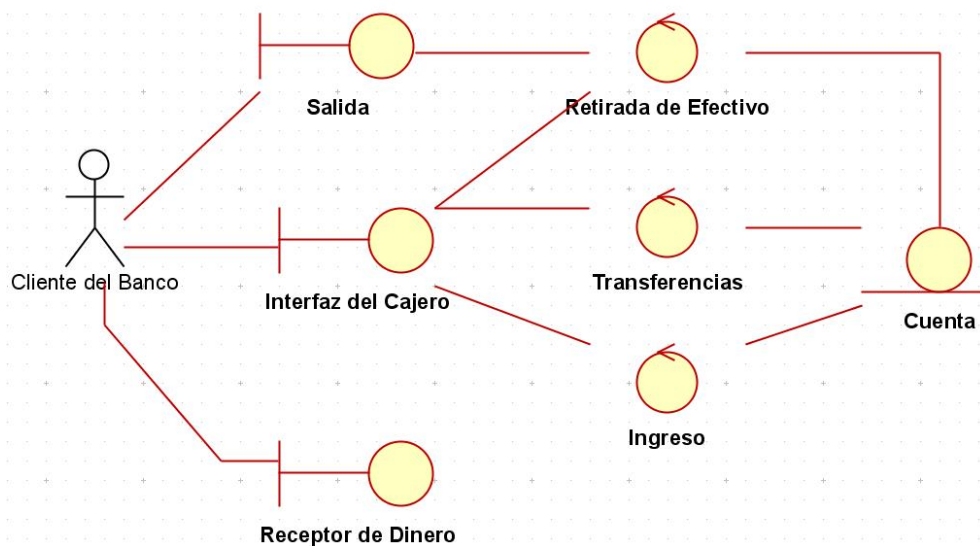 Salida
Retirada de Efectivo
Cliente del Banco
Interfaz del Cajero
Transferencias
Cuenta
Ingreso
Receptor de Dinero